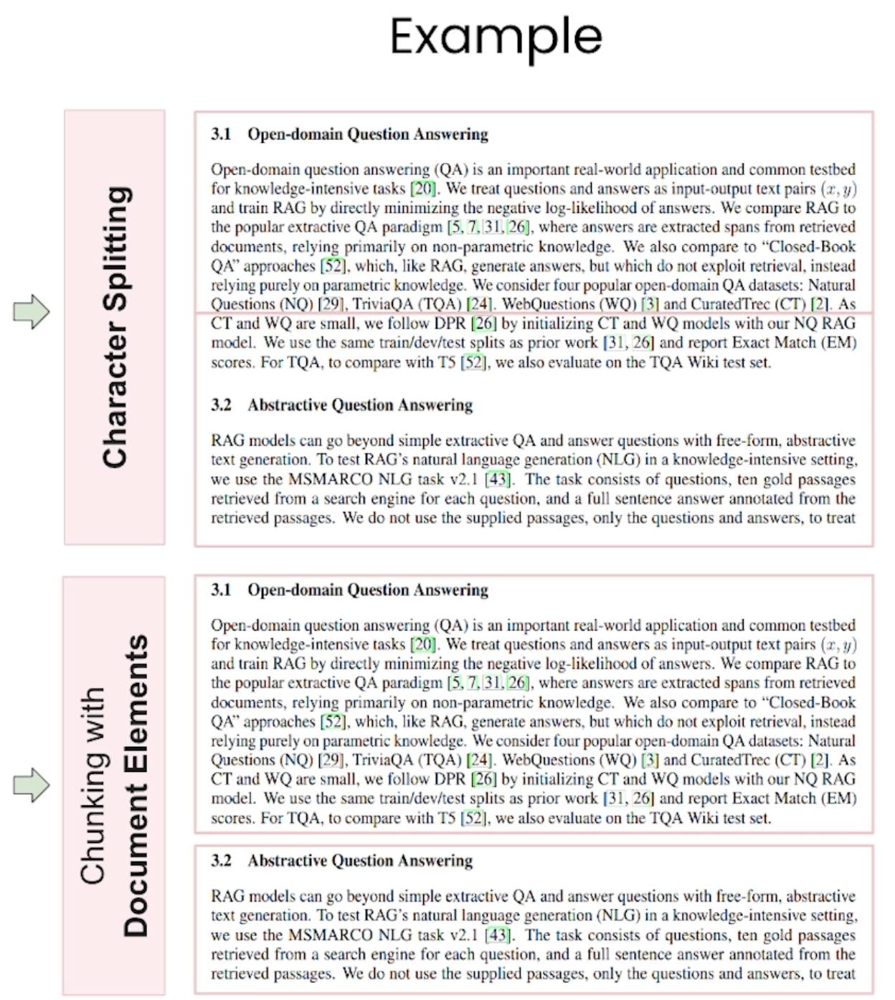 Example
Character Splitting
3.1 Open-domain Question Answering
Open-domain question answering (QA) is an important real-world application and common testbed
for knowledge-intensive tasks [20]. We treat questions and answers as input-output text pairs (x, y)
and train RAG by directly minimizing the negative log-likelihood of answers. We compare RAG to
the popular extractive QA paradigm [5, 7, 31, 26], where answers are extracted spans from retrieved
documents, relying primarily on non-parametric knowledge. We also compare to “Closed-Book
QA” approaches [52], which, like RAG, generate answers, but which do not exploit retrieval, instead
relying purely on parametric knowledge. We consider four popular open-domain QA datasets: Natural
Questions (NQ) [29], TriviaQA (TQA) [24]. WebQuestions (WQ) [3] and CuratedTrec (CT) [2]. As
CT and WQ are small, we follow DPR [26] by initializing CT and WQ models with our NQ RAG
model. We use the same train/dev/test splits as prior work [31, 26] and report Exact Match (EM)
scores. For TQA, to compare with T5 [52], we also evaluate on the TQA Wiki test set.
3.2 Abstractive Question Answering
RAG models can go beyond simple extractive QA and answer questions with free-form, abstractive
text generation. To test RAG’s natural language generation (NLG) in a knowledge-intensive setting,
we use the MSMARCO NLG task v2.1 [43]. The task consists of questions, ten gold passages
retrieved from a search engine for each question, and a full sentence answer annotated from the
retrieved passages. We do not use the supplied passages, only the questions and answers, to treat
Chunking with
Document Elements
3.1 Open-domain Question Answering
Open-domain question answering (QA) is an important real-world application and common testbed
for knowledge-intensive tasks [20]. We treat questions and answers as input-output text pairs (x, y)
and train RAG by directly minimizing the negative log-likelihood of answers. We compare RAG to
the popular extractive QA paradigm [5, 7, 31, 26], where answers are extracted spans from retrieved
documents, relying primarily on non-parametric knowledge. We also compare to “Closed-Book
QA” approaches [52], which, like RAG, generate answers, but which do not exploit retrieval, instead
relying purely on parametric knowledge. We consider four popular open-domain QA datasets: Natural
Questions (NQ) [29], TriviaQA (TQA) [24]. WebQuestions (WQ) [3] and CuratedTrec (CT) [2]. As
CT and WQ are small, we follow DPR [26] by initializing CT and WQ models with our NQ RAG
model. We use the same train/dev/test splits as prior work [31, 26] and report Exact Match (EM)
scores. For TQA, to compare with T5 [52], we also evaluate on the TQA Wiki test set.
3.2 Abstractive Question Answering
RAG models can go beyond simple extractive QA and answer questions with free-form, abstractive
text generation. To test RAG’s natural language generation (NLG) in a knowledge-intensive setting,
we use the MSMARCO NLG task v2.1 [43]. The task consists of questions, ten gold passages
retrieved from a search engine for each question, and a full sentence answer annotated from the
retrieved passages. We do not use the supplied passages, only the questions and answers, to treat